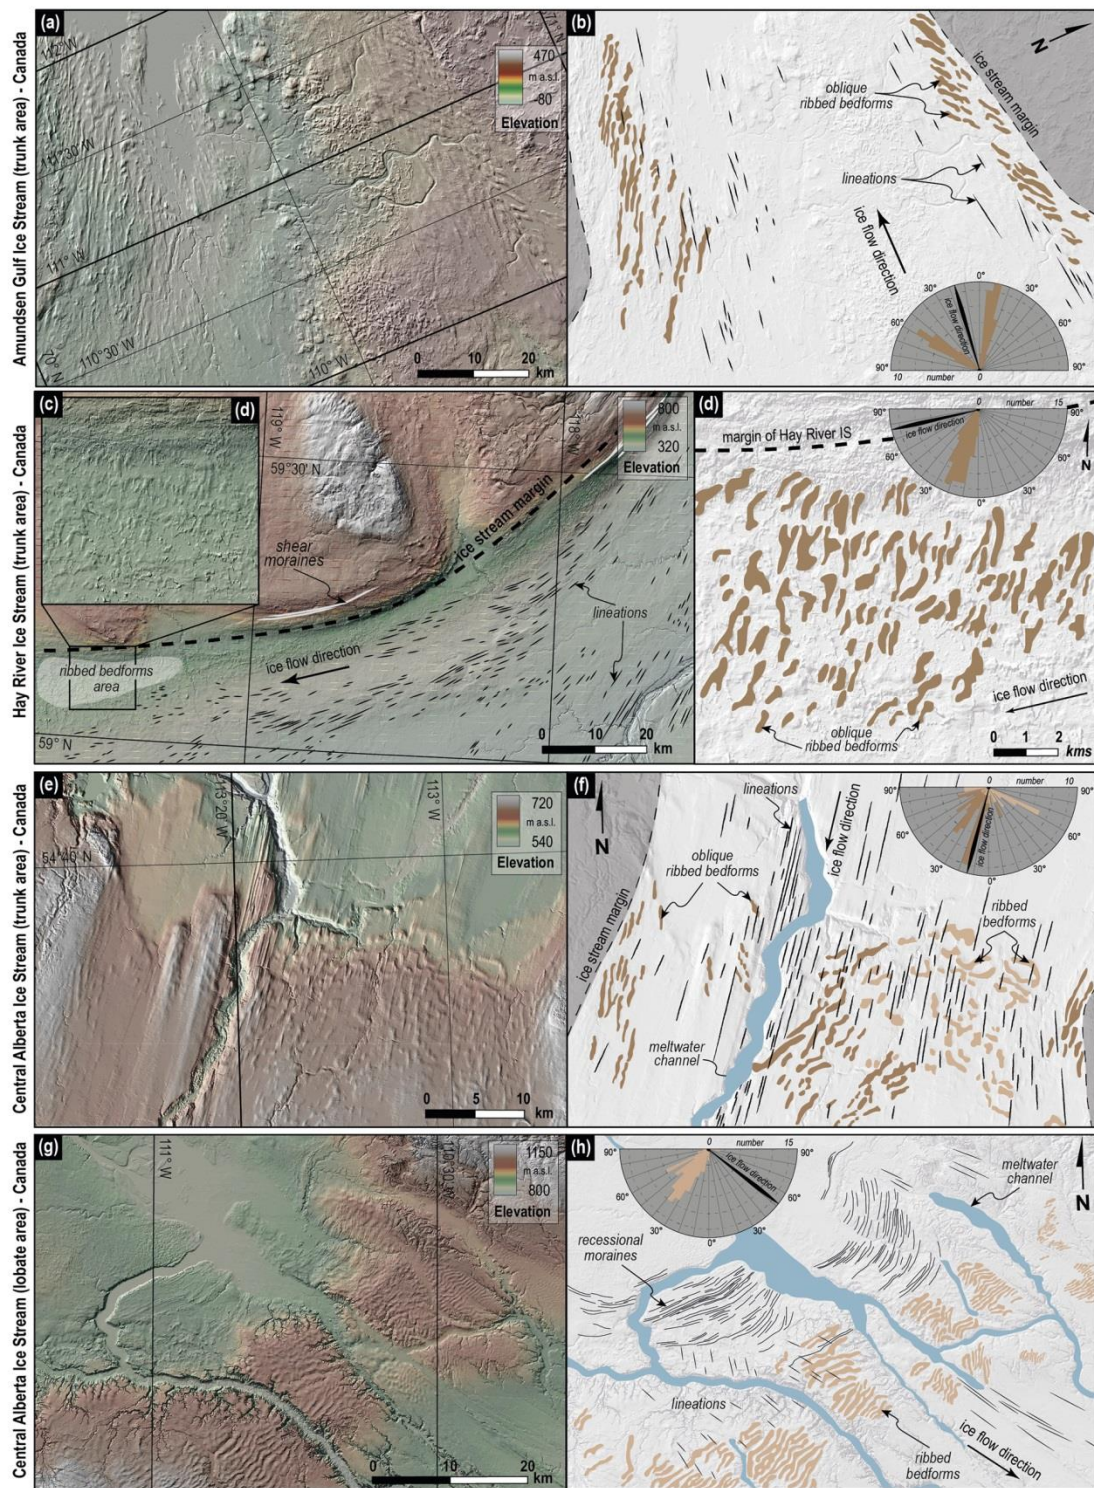 Amundsen Gulf Ice Stream (trunk area) - Canada
(a)
112° W
111°30' W
111° W
110°30' W
110° W
70° N
71° N
470
m a.s.l.
-80
Elevation
0 10 20
km
(b)
N
oblique
ribbed bedforms
ice stream margin
lineations
ice flow direction
0°
30° 30°
60° 60°
90° 90°
ice flow direction
10 number 0
Hay River Ice Stream (trunk area) - Canada
(c)
(d)
119° W
118° W
59°30' N
59° N
800
m a.s.l.
320
Elevation
ice stream margin
shear
moraines
lineations
ice flow direction
ribbed bedforms
area
0 10 20
km
(d)
margin of Hay River IS
0 number 15
90° 90°
ice flow direction
60° 60°
30° 30°
0°
N
ice flow direction
oblique
ribbed bedforms
0 1 2
kms
Central Alberta Ice Stream (trunk area) - Canada
(e)
113°20' W
113° W
54°40' N
720
m a.s.l.
540
Elevation
0 5 10
km
(f)
N
lineations
ice flow direction
oblique
ribbed bedforms
ice stream margin
meltwater
channel
ribbed
bedforms
0 number 10
90° 90°
60° 60°
30° 30°
0°
ice flow direction
Central Alberta Ice Stream (lobate area) - Canada
(g)
111° W
110°30' W
1150
m a.s.l.
800
Elevation
0 10 20
km
(h)
0 number 15
90° 90°
ice flow direction
60° 60°
30° 30°
0°
meltwater
channel
N
recessional
moraines
lineations
ribbed
bedforms
ice flow direction